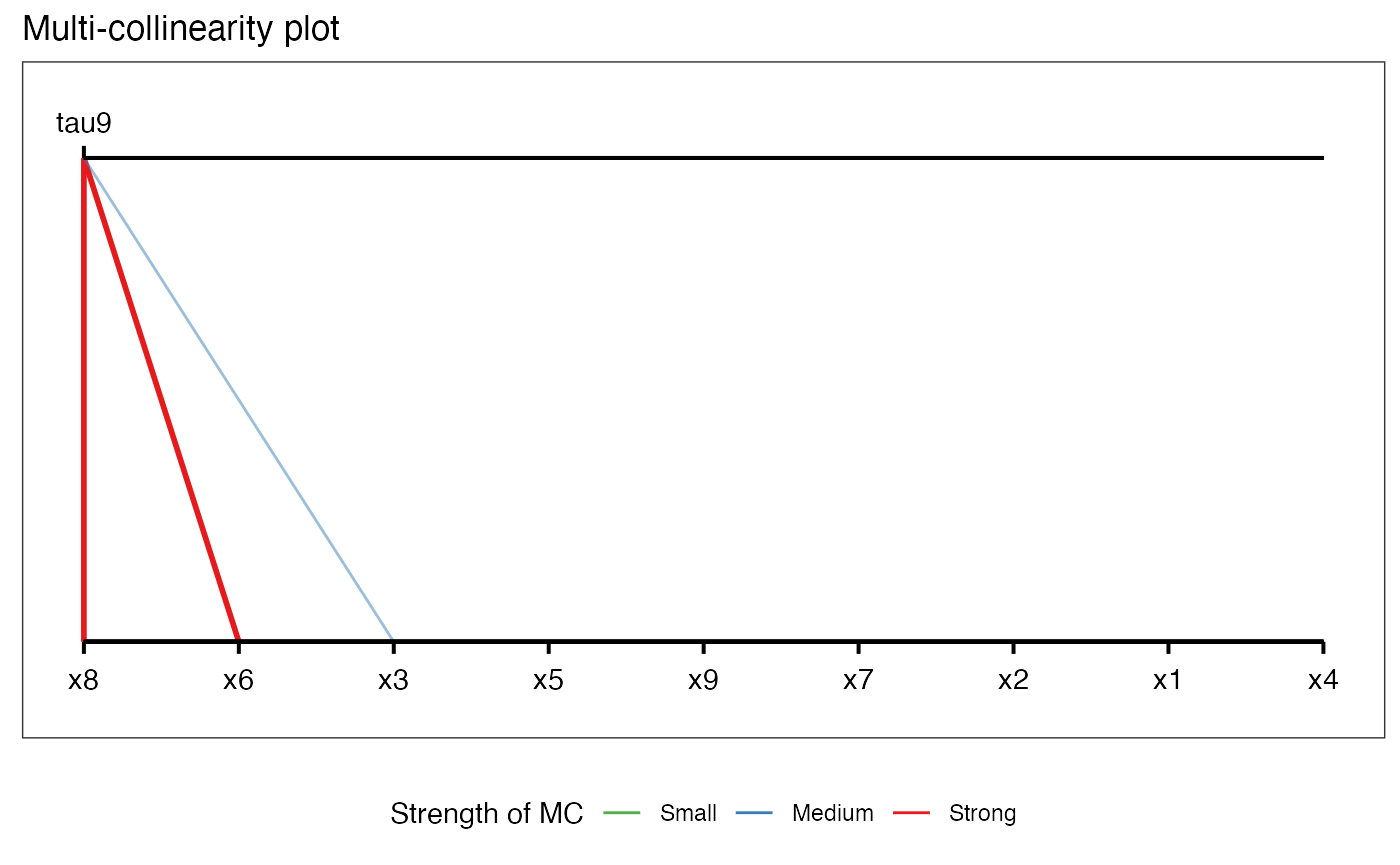 Multi-collinearity plot
tau9
x8 x6 x3 x5 x9 x7 x2 x1 x4
Strength of MC Small Medium Strong